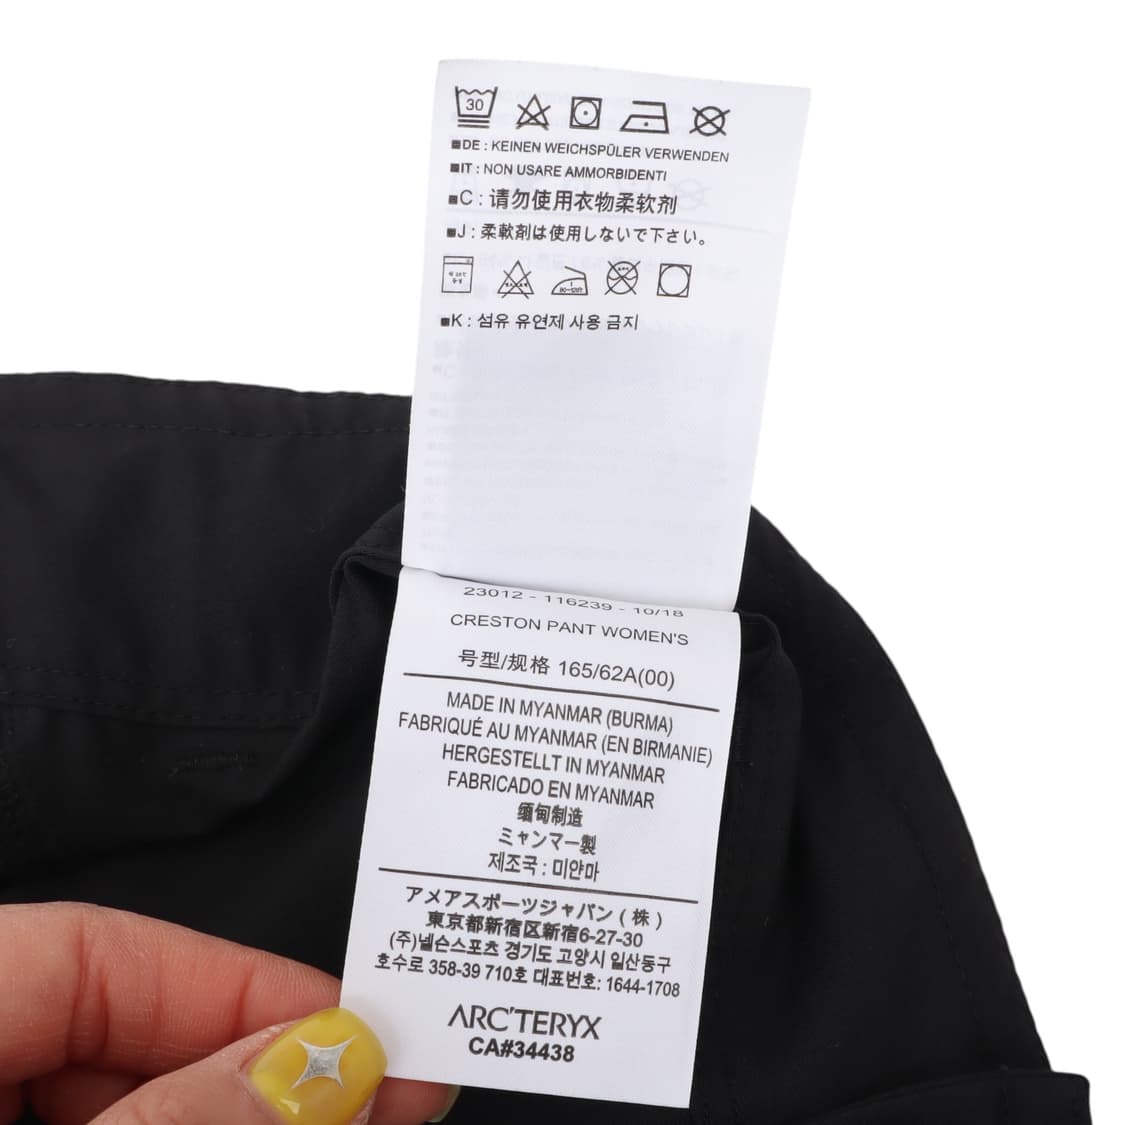 30
■DE : KEINEN WEICHSPÜLER VERWENDEN
■IT : NON USARE AMMORBIDENTI
■C : 请勿使用衣物柔软剂
■J : 柔軟剤は使用しないで下さい。
■K : 섬유 유연제 사용 금지
23012 - 116239 - 10/18
CRESTON PANT WOMEN'S
号型/规格 165/62A(00)
MADE IN MYANMAR (BURMA)
FABRIQUÉ AU MYANMAR (EN BIRMANIE)
HERGESTELLT IN MYANMAR
FABRICADO EN MYANMAR
缅甸制造
ミャンマー製
제조국 : 미얀마
アメアスポーツジャパン ( 株 )
東京都新宿区新宿6-27-30
(주)넬슨스포츠 경기도 고양시 일산동구
호수로 358-39 710호 대표번호: 1644-1708
ARC'TERYX
CA#34438